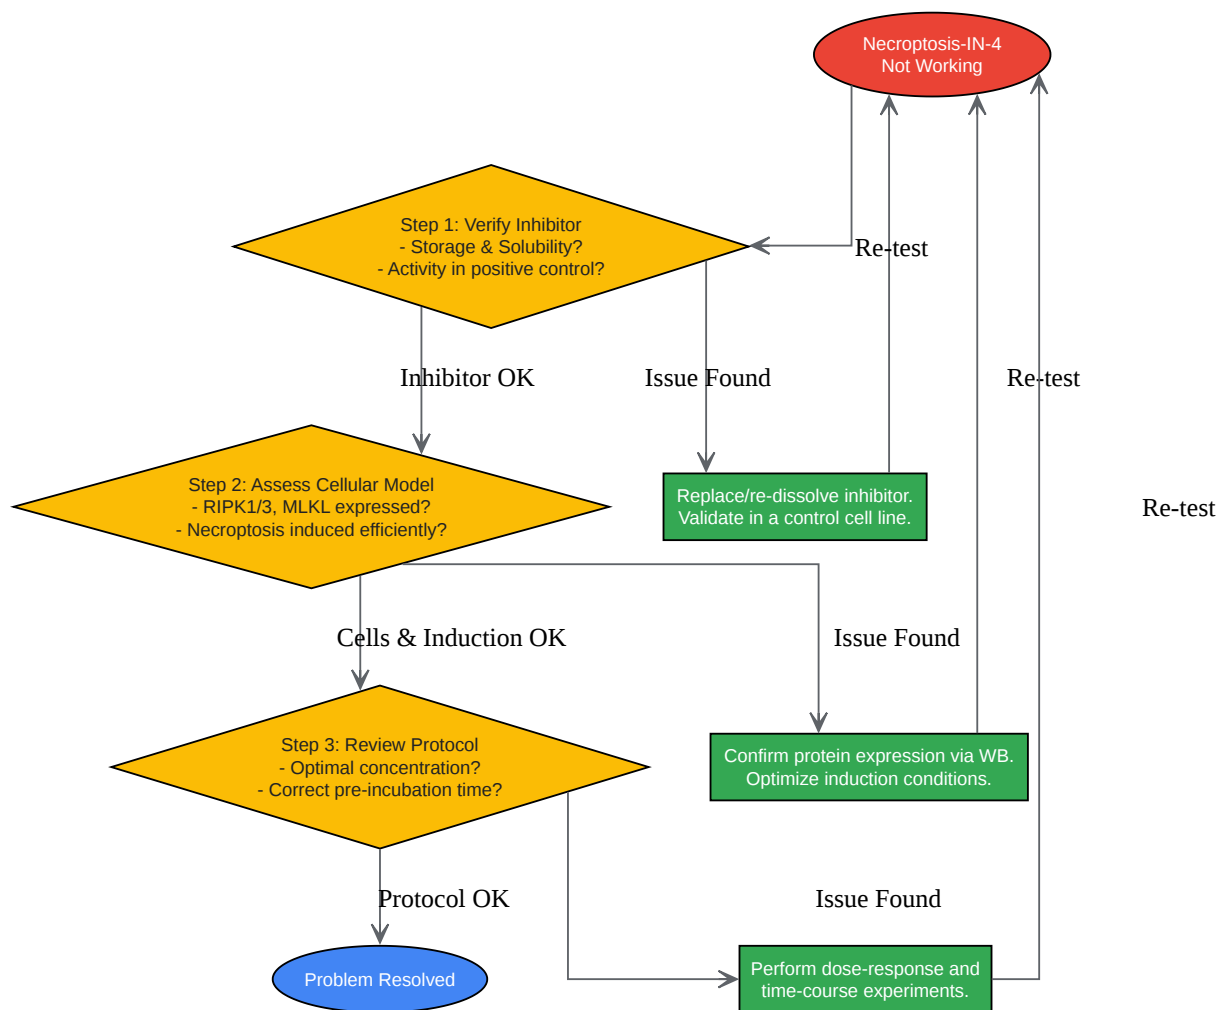 Necroptosis-IN-4
Not Working
Step 1: Verify Inhibitor
- Storage & Solubility?
- Activity in positive control?
Re-test
Inhibitor OK
Issue Found
Re-test
Step 2: Assess Cellular Model
- RIPK1/3, MLKL expressed?
- Necroptosis induced efficiently?
Replace/re-dissolve inhibitor.
Validate in a control cell line.
Re-test
Cells & Induction OK
Issue Found
Step 3: Review Protocol
- Optimal concentration?
- Correct pre-incubation time?
Confirm protein expression via WB.
Optimize induction conditions.
Protocol OK
Issue Found
Problem Resolved
Perform dose-response and
time-course experiments.